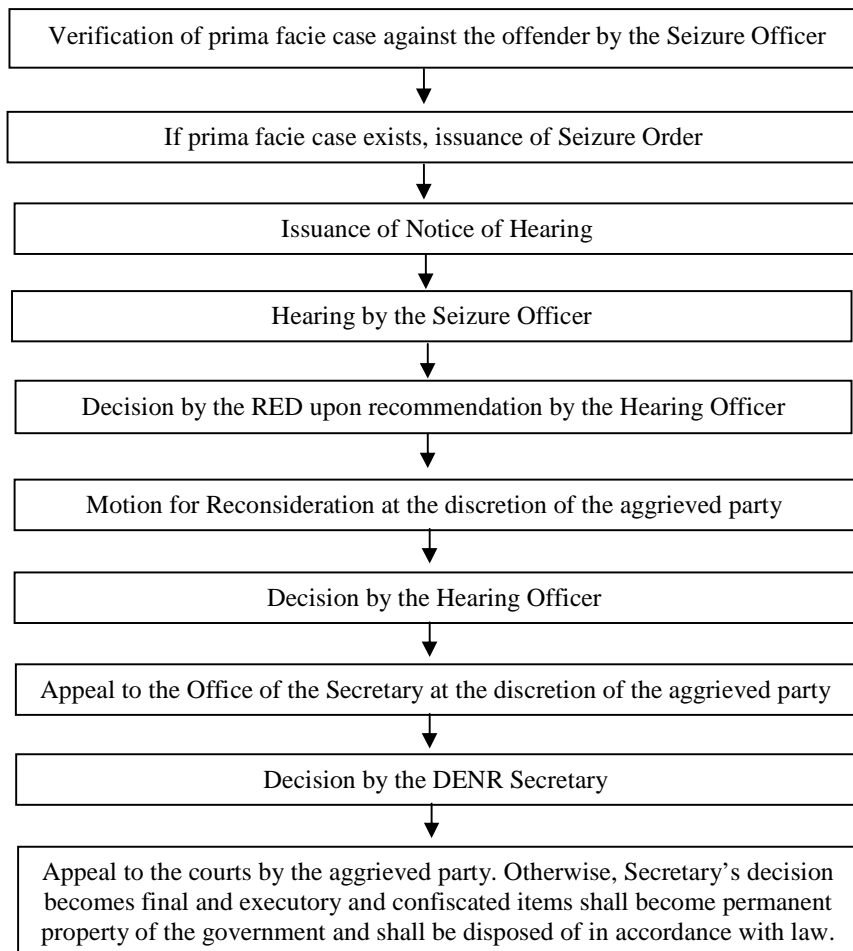 Verification of prima facie case against the offender by the Seizure Officer
If prima facie case exists, issuance of Seizure Order
Issuance of Notice of Hearing
Hearing by the Seizure Officer
Decision by the RED upon recommendation by the Hearing Officer
Motion for Reconsideration at the discretion of the aggrieved party
Decision by the Hearing Officer
Appeal to the Office of the Secretary at the discretion of the aggrieved party
Decision by the DENR Secretary
Appeal to the courts by the aggrieved party. Otherwise, Secretary’s decision
becomes final and executory and confiscated items shall become permanent
property of the government and shall be disposed of in accordance with law.